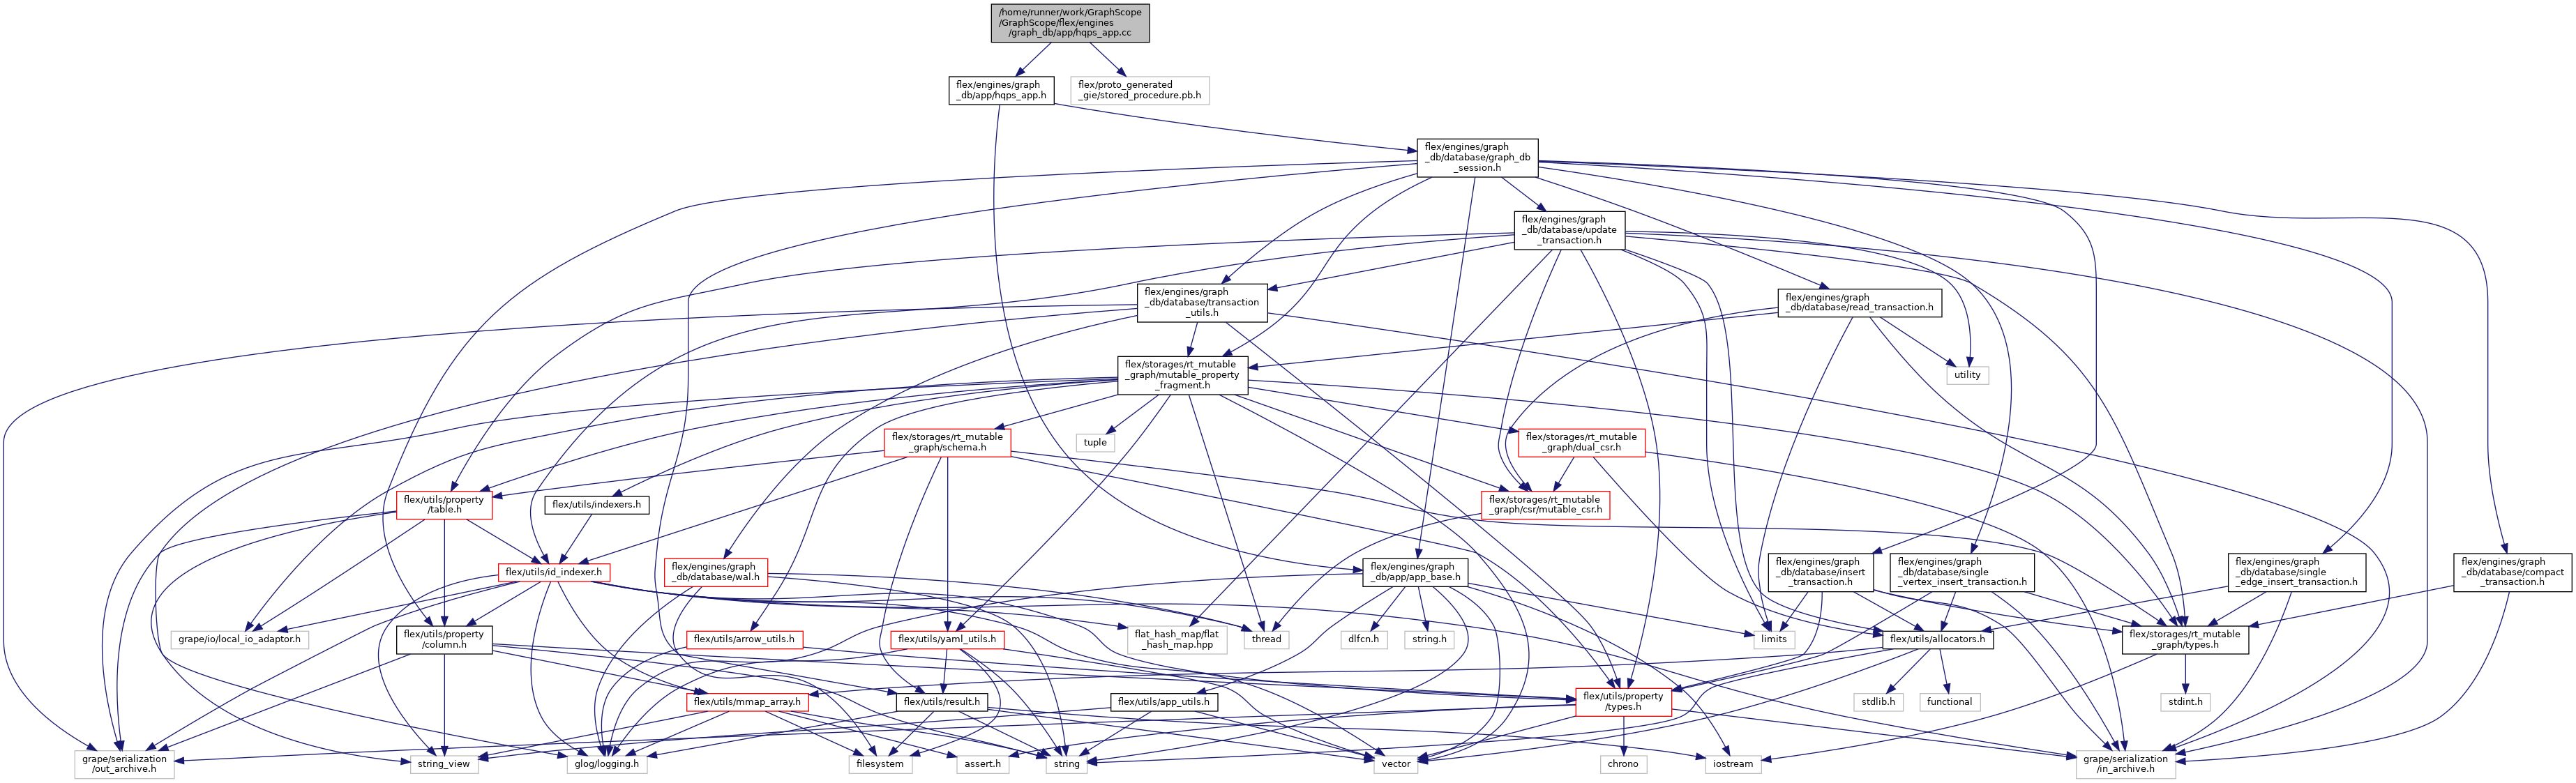 /home/runner/work/GraphScope
/GraphScope/flex/engines
/graph_db/app/hqps_app.cc
flex/engines/graph
_db/app/hqps_app.h
flex/proto_generated
_gie/stored_procedure.pb.h
flex/engines/graph
_db/database/graph_db
_session.h
flex/engines/graph
_db/database/update
_transaction.h
flex/engines/graph
_db/database/transaction
_utils.h
flex/engines/graph
_db/database/read_transaction.h
flex/storages/rt_mutable
_graph/mutable_property
_fragment.h
utility
flex/storages/rt_mutable
_graph/schema.h
tuple
flex/storages/rt_mutable
_graph/dual_csr.h
flex/utils/property
/table.h
flex/utils/indexers.h
flex/storages/rt_mutable
_graph/csr/mutable_csr.h
flex/utils/id_indexer.h
flex/engines/graph
_db/database/wal.h
flex/engines/graph
_db/app/app_base.h
flex/engines/graph
_db/database/insert
_transaction.h
flex/engines/graph
_db/database/single
_vertex_insert_transaction.h
flex/engines/graph
_db/database/single
_edge_insert_transaction.h
flex/engines/graph
_db/database/compact
_transaction.h
grape/io/local_io_adaptor.h
flex/utils/property
/column.h
flex/utils/arrow_utils.h
flex/utils/yaml_utils.h
flat_hash_map/flat
_hash_map.hpp
thread
dlfcn.h
string.h
limits
flex/utils/allocators.h
flex/storages/rt_mutable
_graph/types.h
flex/utils/mmap_array.h
flex/utils/result.h
flex/utils/app_utils.h
flex/utils/property
/types.h
stdlib.h
functional
stdint.h
grape/serialization
/out_archive.h
string_view
glog/logging.h
filesystem
assert.h
string
vector
chrono
iostream
grape/serialization
/in_archive.h